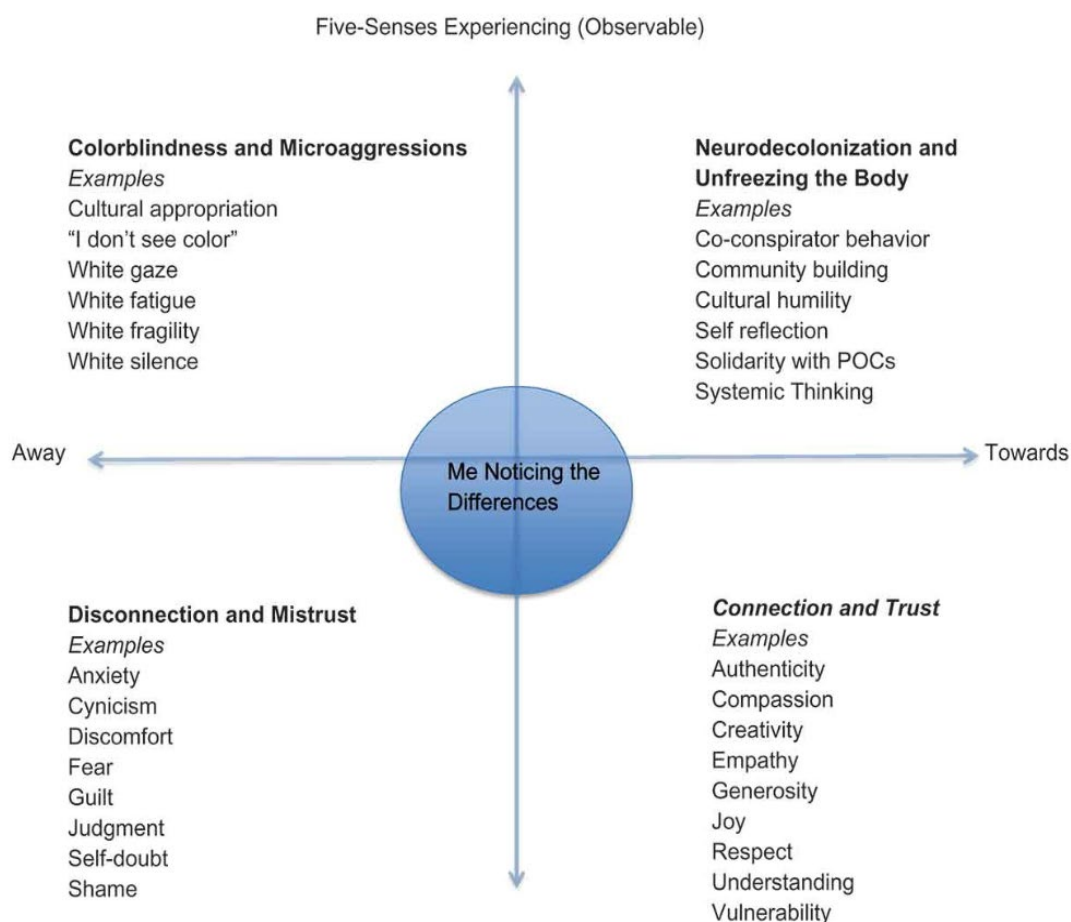 Five-Senses Experiencing (Observable)
Colorblindness and Microaggressions
Examples
Cultural appropriation
“I don’t see color”
White gaze
White fatigue
White fragility
White silence
Neurodecolonization and
Unfreezing the Body
Examples
Co-conspirator behavior
Community building
Cultural humility
Self reflection
Solidarity with POCs
Systemic Thinking
Away
Me Noticing the
Differences
Towards
Disconnection and Mistrust
Examples
Anxiety
Cynicism
Discomfort
Fear
Guilt
Judgment
Self-doubt
Shame
Connection and Trust
Examples
Authenticity
Compassion
Creativity
Empathy
Generosity
Joy
Respect
Understanding
Vulnerability